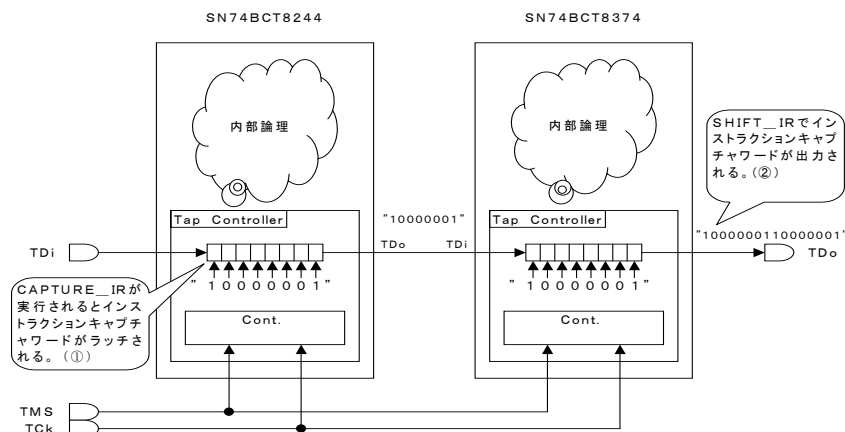 SN74BCT8244
SN74BCT8374
内部論理
内部論理
SHIFT＿IRでイン
ストラクションキャプ
チャワードが出力さ
れる。(②)
Tap Controller
"10000001"
Tap Controller
"1000000110000001'
TDi
TDo
TDi
TDo
" 1 0 0 0 0 0 0 1 "
" 1 0 0 0 0 0 0 1 "
CAPTURE＿IRが
実行されるとインス
トラクションキャプチ
ャワードがラッチさ
れる。(①)
Cont.
Cont.
TMS
TCk